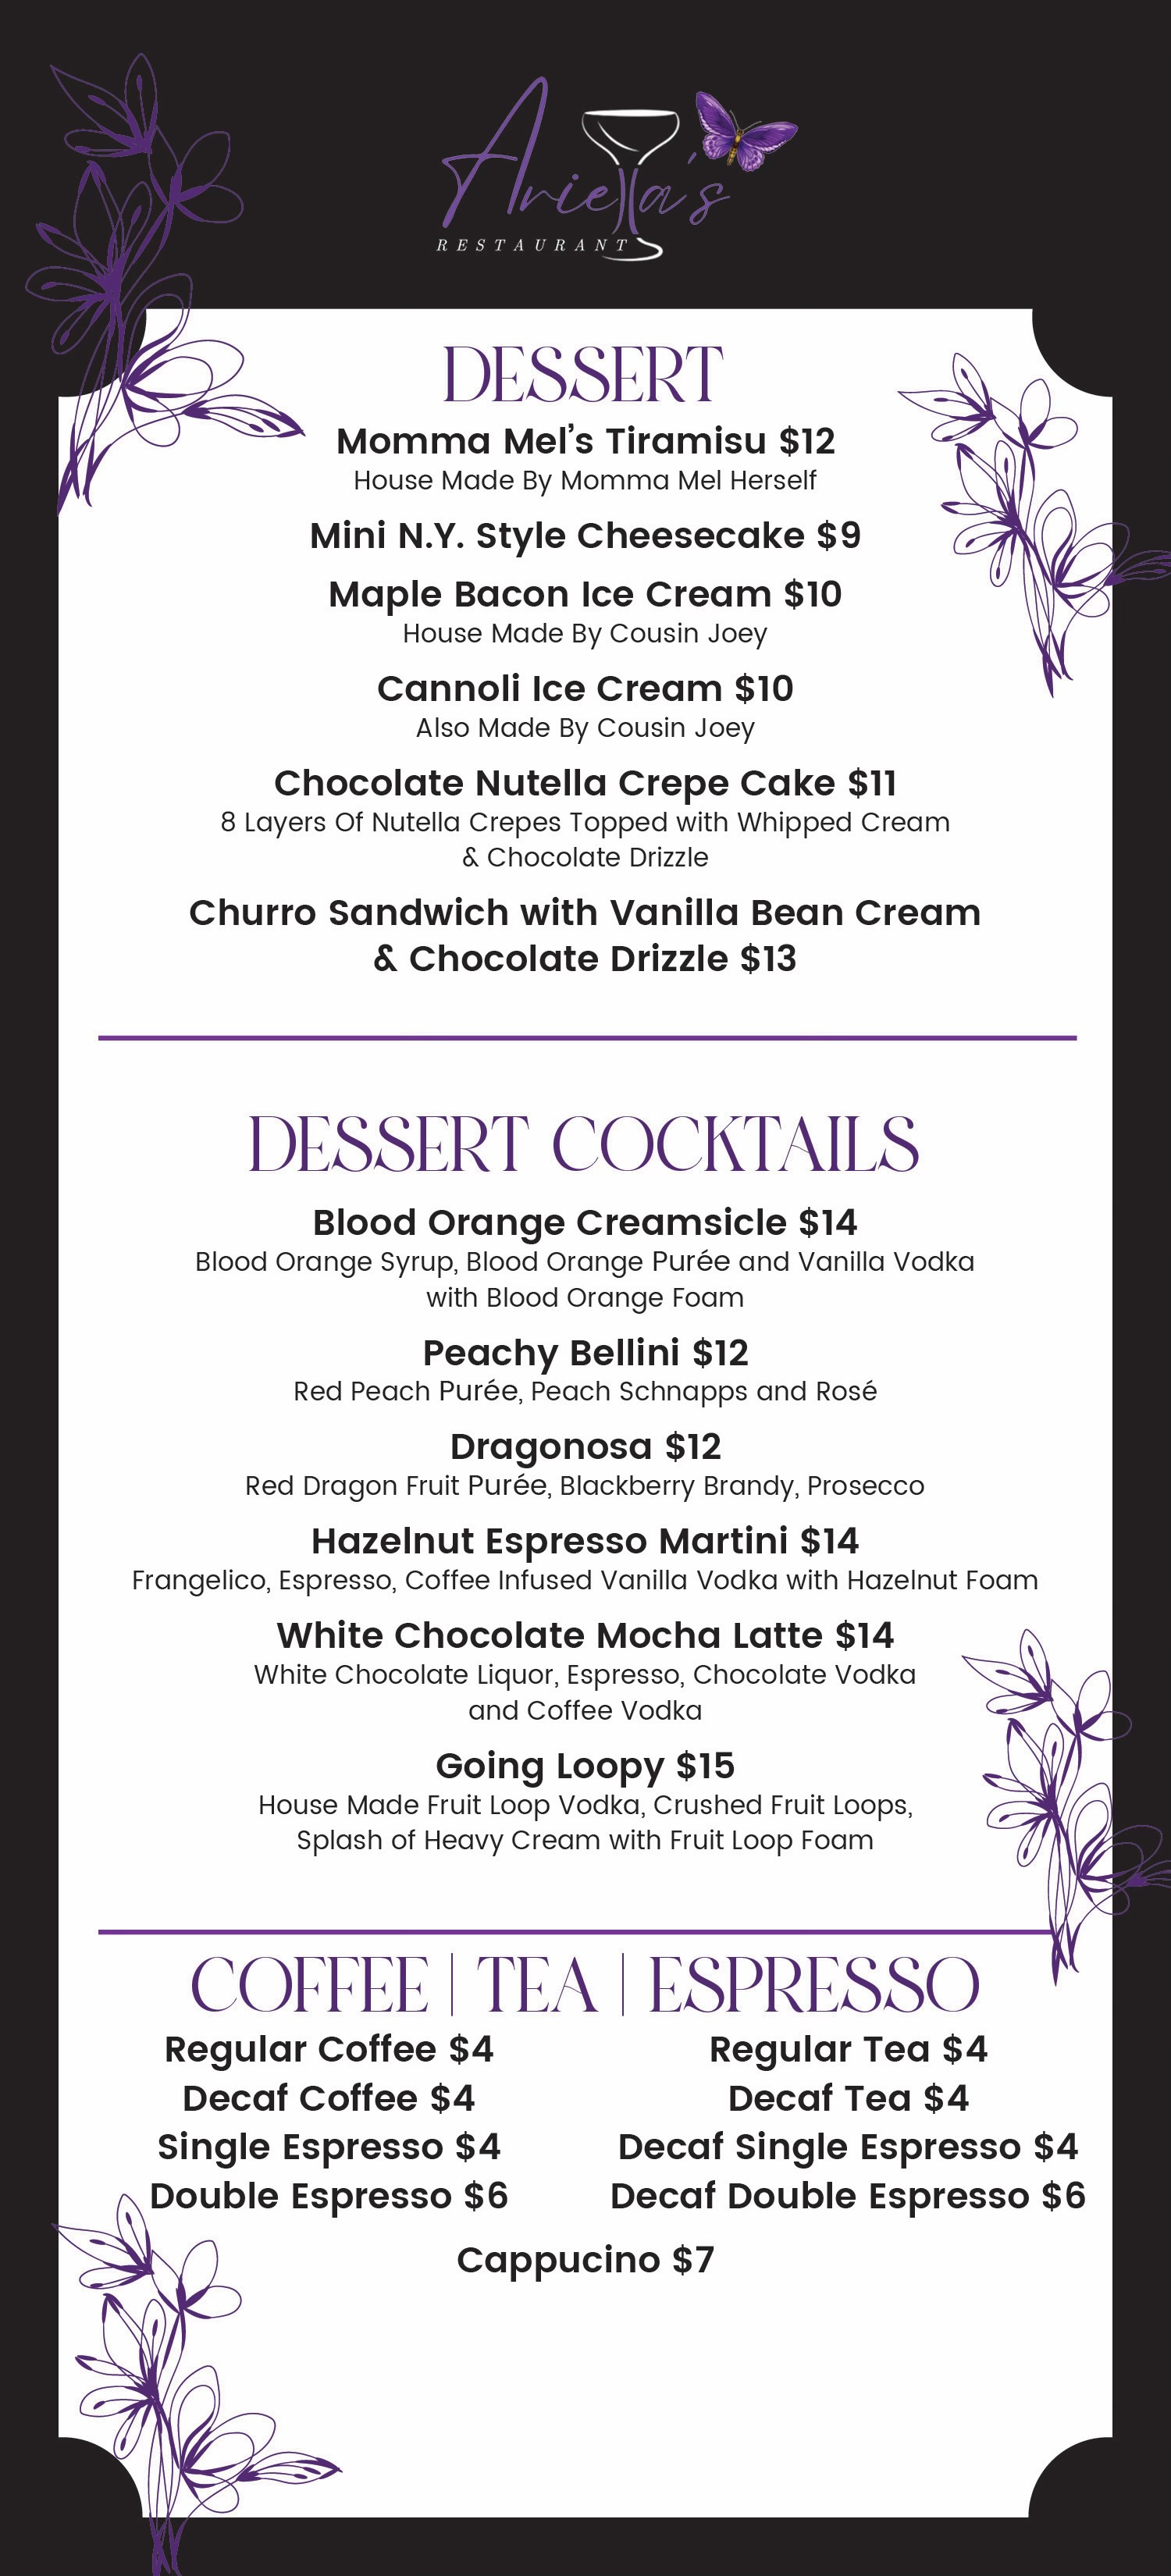 Ariella's
RESTAURANT
DESSERT
Momma Mel's Tiramisu $12
House Made By Momma Mel Herself
Mini N.Y. Style Cheesecake $9
Maple Bacon Ice Cream $10
House Made By Cousin Joey
Cannoli Ice Cream $10
Also Made By Cousin Joey
Chocolate Nutella Crepe Cake $11
8 Layers Of Nutella Crepes Topped with Whipped Cream
& Chocolate Drizzle
Churro Sandwich with Vanilla Bean Cream
& Chocolate Drizzle $13
DESSERT COCKTAILS
Blood Orange Creamsicle $14
Blood Orange Syrup, Blood Orange Purée and Vanilla Vodka
with Blood Orange Foam
Peachy Bellini $12
Red Peach Purée, Peach Schnapps and Rosé
Dragonosa $12
Red Dragon Fruit Purée, Blackberry Brandy, Prosecco
Hazelnut Espresso Martini $14
Frangelico, Espresso, Coffee Infused Vanilla Vodka with Hazelnut Foam
White Chocolate Mocha Latte $14
White Chocolate Liquor, Espresso, Chocolate Vodka
and Coffee Vodka
Going Loopy $15
House Made Fruit Loop Vodka, Crushed Fruit Loops,
Splash of Heavy Cream with Fruit Loop Foam
COFFEE | TEA | ESPRESSO
Regular Coffee $4
Decaf Coffee $4
Single Espresso $4
Double Espresso $6
Regular Tea $4
Decaf Tea $4
Decaf Single Espresso $4
Decaf Double Espresso $6
Cappucino $7